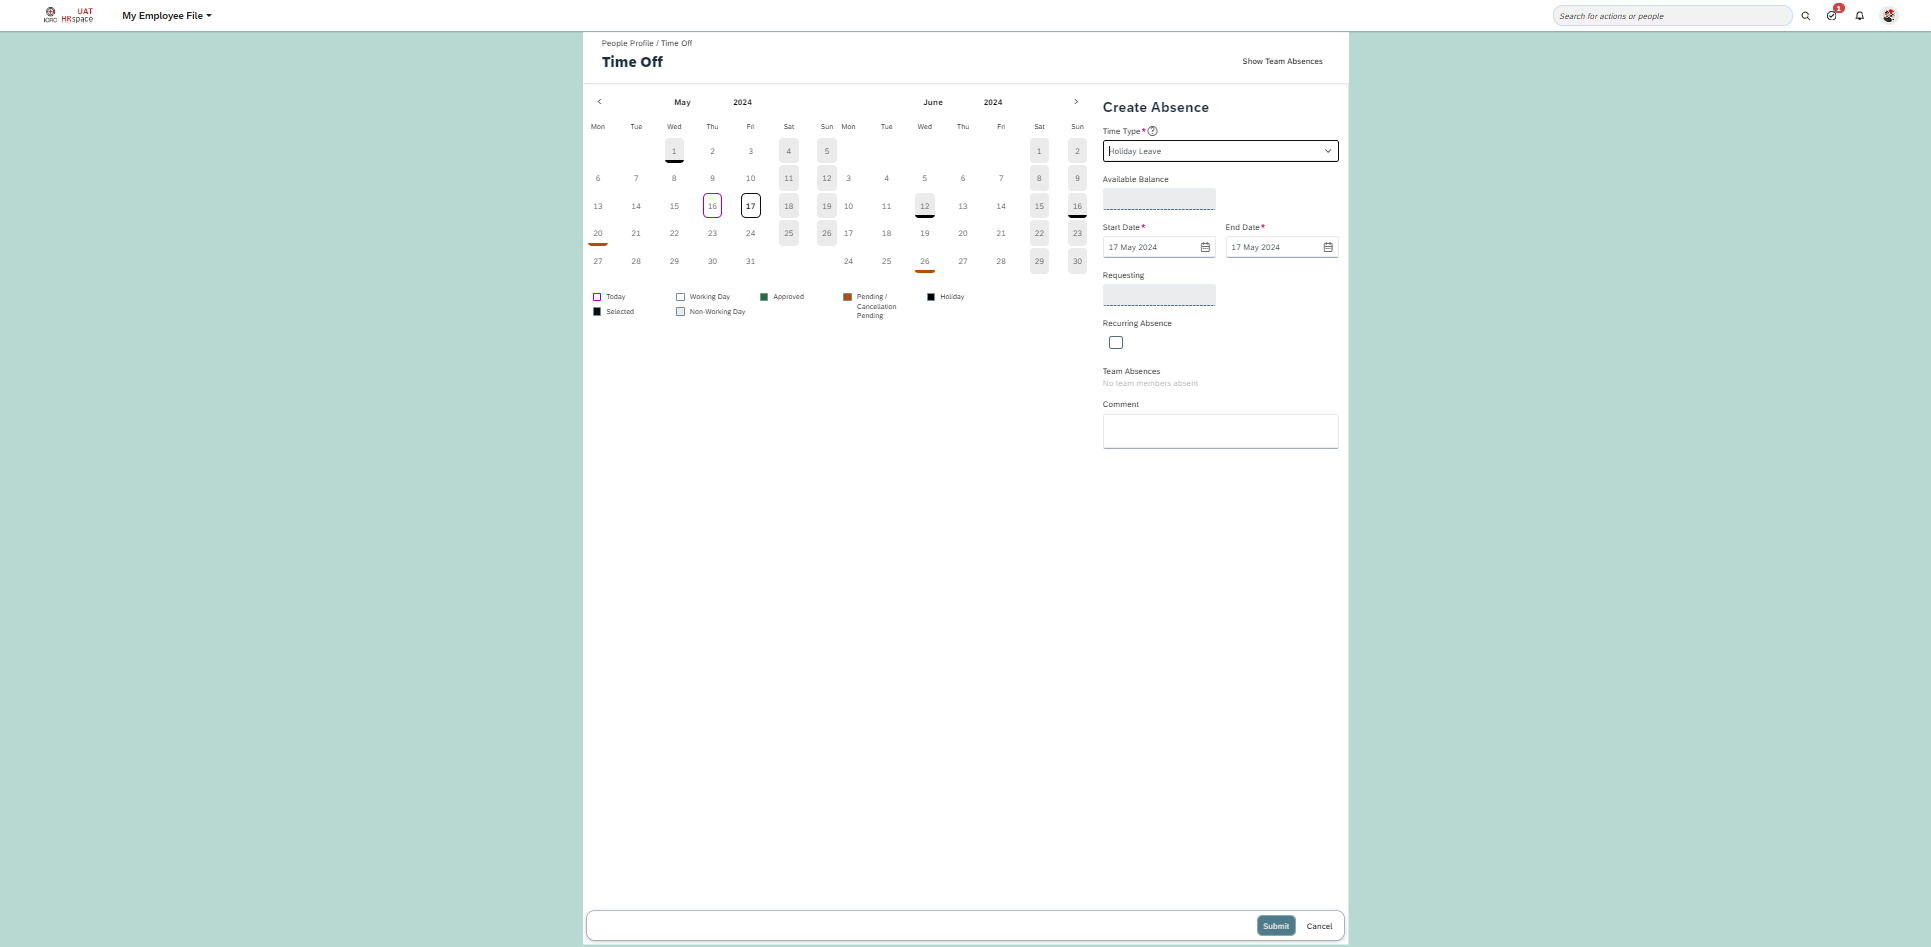 ICRC
UAT
HRspace
My Employee File
Search for actions or people
1
People Profile / Time Off
Time Off
Show Team Absences
May 2024
Mon Tue Wed Thu Fri Sat Sun
1 2 3 4 5
6 7 8 9 10 11 12
13 14 15 16 17 18 19
20 21 22 23 24 25 26
27 28 29 30 31
June 2024
Mon Tue Wed Thu Fri Sat Sun
1 2
3 4 5 6 7 8 9
10 11 12 13 14 15 16
17 18 19 20 21 22 23
24 25 26 27 28 29 30
Today
Working Day
Approved
Pending /
Cancellation
Pending
Holiday
Selected
Non-Working Day
Create Absence
Time Type*
Holiday Leave
Available Balance
Start Date* End Date*
17 May 2024 17 May 2024
Requesting
Recurring Absence
Team Absences
No team members absent
Comment
Submit Cancel